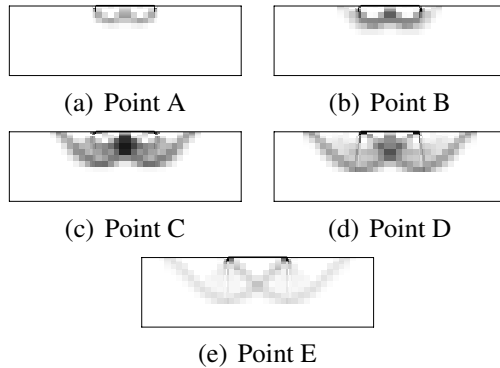 (a) Point A
(b) Point B
(c) Point C
(d) Point D
(e) Point E